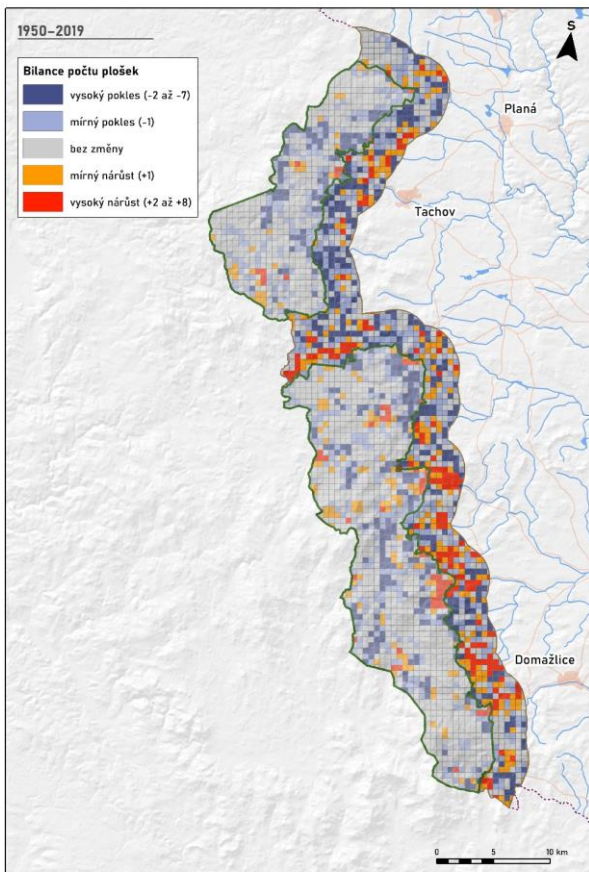 1950–2019
Bilance počtu plošek
vysoký pokles (-2 až -7)
mírný pokles (-1)
bez změny
mírný nárůst (+1)
vysoký nárůst (+2 až +8)
S
Planá
Tachov
Domažlice
0 5 10 km